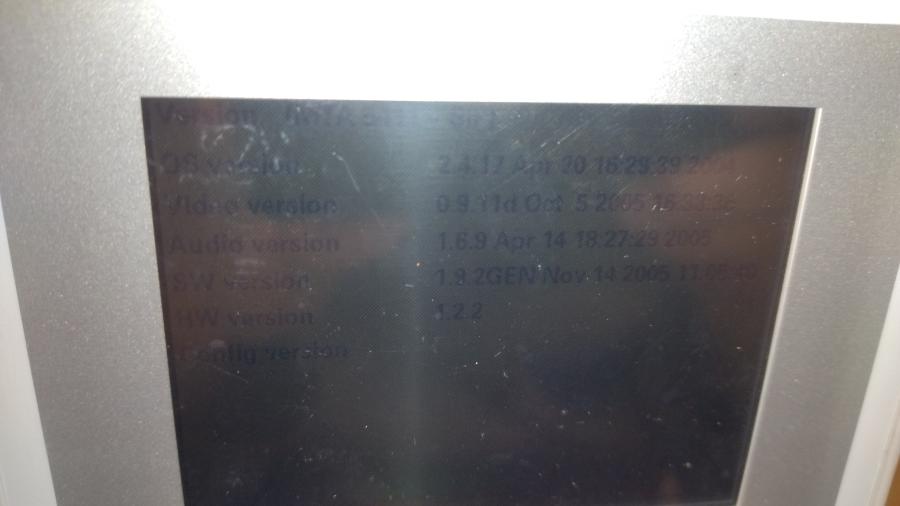 Version
OS version 2.4.17 Apr 20 16:29:39 2004
Video version 0.9.11d Oct 5 2005
Audio version 1.6.9 Apr 14 18:27:29 2005
SW version 1.9.2GEN Nov 14 2005
HW version 1.2.2
Config version